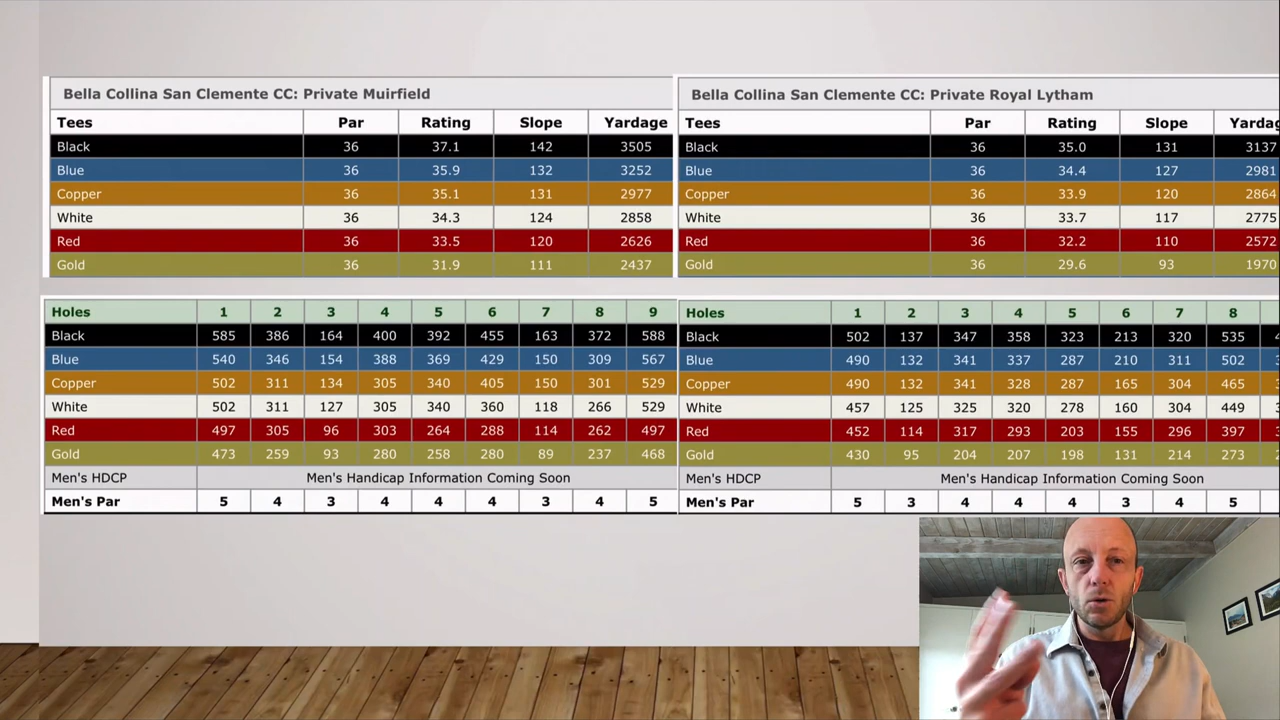 Bella Collina San Clemente CC: Private Muirfield
Tees Par Rating Slope Yardage
Black 36 37.1 142 3505
Blue 36 35.9 132 3252
Copper 36 35.1 131 2977
White 36 34.3 124 2858
Red 36 33.5 120 2626
Gold 36 31.9 111 2437
Holes 1 2 3 4 5 6 7 8 9
Black 585 386 164 400 392 455 163 372 588
Blue 540 346 154 388 369 429 150 309 567
Copper 502 311 134 305 340 405 150 301 529
White 502 311 127 305 340 360 118 266 529
Red 497 305 96 303 264 288 114 262 497
Gold 473 259 93 280 258 280 89 237 468
Men's HDCP Men's Handicap Information Coming Soon
Men's Par 5 4 3 4 4 4 3 4 5
Bella Collina San Clemente CC: Private Royal Lytham
Tees Par Rating Slope Yardag
Black 36 35.0 131 3137
Blue 36 34.4 127 2981
Copper 36 33.9 120 2864
White 36 33.7 117 2775
Red 36 32.2 110 2572
Gold 36 29.6 93 1970
Holes 1 2 3 4 5 6 7 8
Black 502 137 347 358 323 213 320 535
Blue 490 132 341 337 287 210 311 502
Copper 490 132 341 328 287 165 304 465
White 457 125 325 320 278 160 304 449
Red 452 114 317 293 203 155 296 397
Gold 430 95 204 207 198 131 214 273
Men's HDCP Men's Handicap Information Coming Soon
Men's Par 5 3 4 4 4 3 4 5